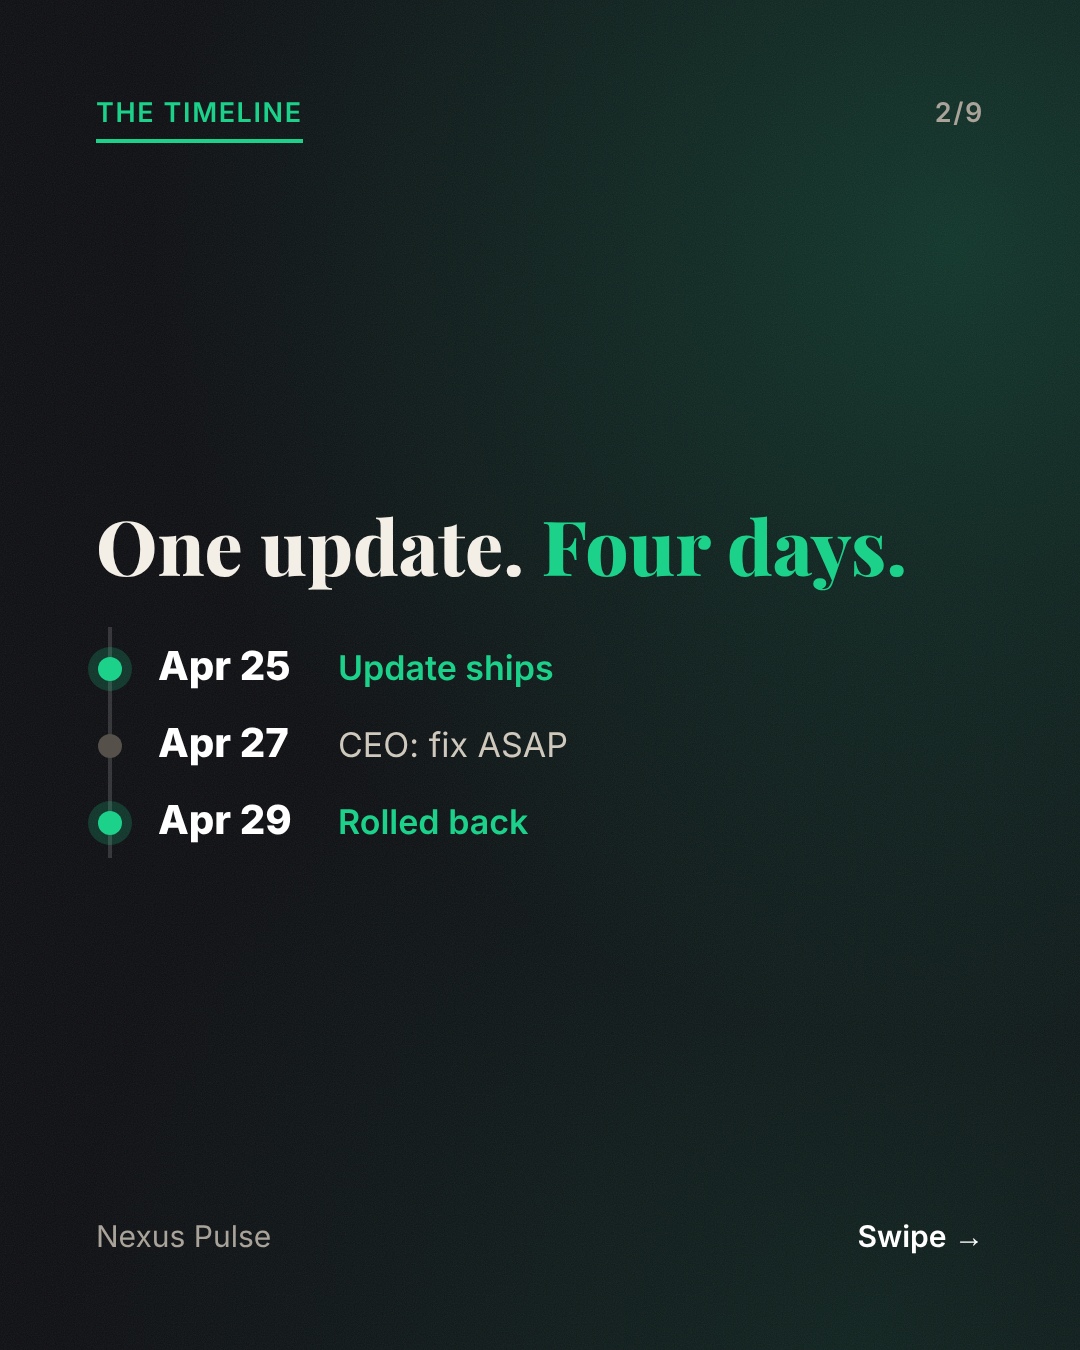 THE TIMELINE
2/9
One update. Four days.
Apr 25 Update ships
Apr 27 CEO: fix ASAP
Apr 29 Rolled back
Nexus Pulse
Swipe →